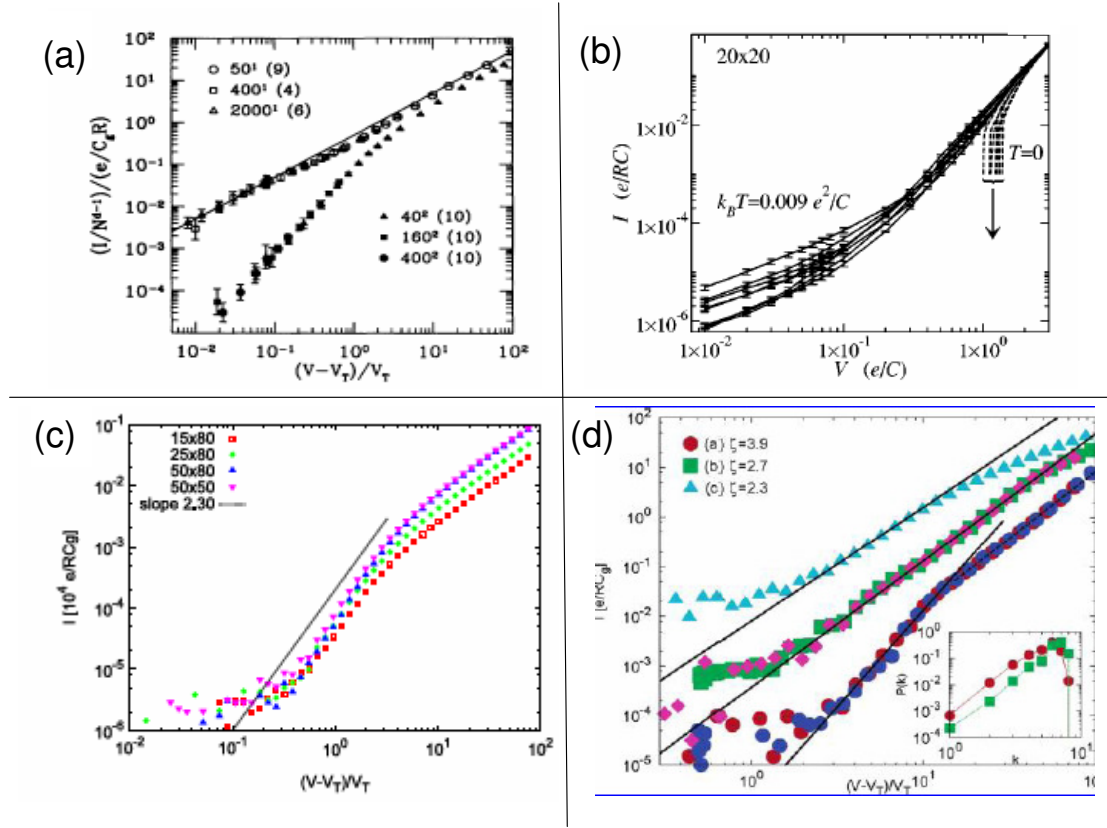 (a)
10²
10¹
10⁰
10⁻¹
10⁻²
10⁻³
10⁻⁴
(I/Nᵈ⁻¹)/(e/C_gR)
50¹ (9)
400¹ (4)
2000¹ (6)
40² (10)
160² (10)
400² (10)
10⁻² 10⁻¹ 10⁰ 10¹ 10²
(V−V_T)/V_T
(b)
20x20
1×10⁻²
1×10⁻⁴
1×10⁻⁶
I (e/RC)
T=0
k_BT=0.009 e²/C
1×10⁻² 1×10⁻¹ 1×10⁰
V (e/C)
(c)
10⁻¹
10⁻²
10⁻³
10⁻⁴
10⁻⁵
10⁻⁶
I [10⁴ e/RCg]
15x80
25x80
50x80
50x50
slope 2.30
10⁻² 10⁻¹ 10⁰ 10¹ 10²
(V-V_T)/V_T
(d)
10²
10¹
10⁰
10⁻¹
10⁻²
10⁻³
10⁻⁴
10⁻⁵
I [e/RC_g]
(a) ζ=3.9
(b) ζ=2.7
(c) ζ=2.3
P(k)
10⁰
10⁻¹
10⁻²
10⁻³
10⁻⁴
10⁰ k 10¹
10⁰ 10¹ 10²
(V-V_T)/V_T